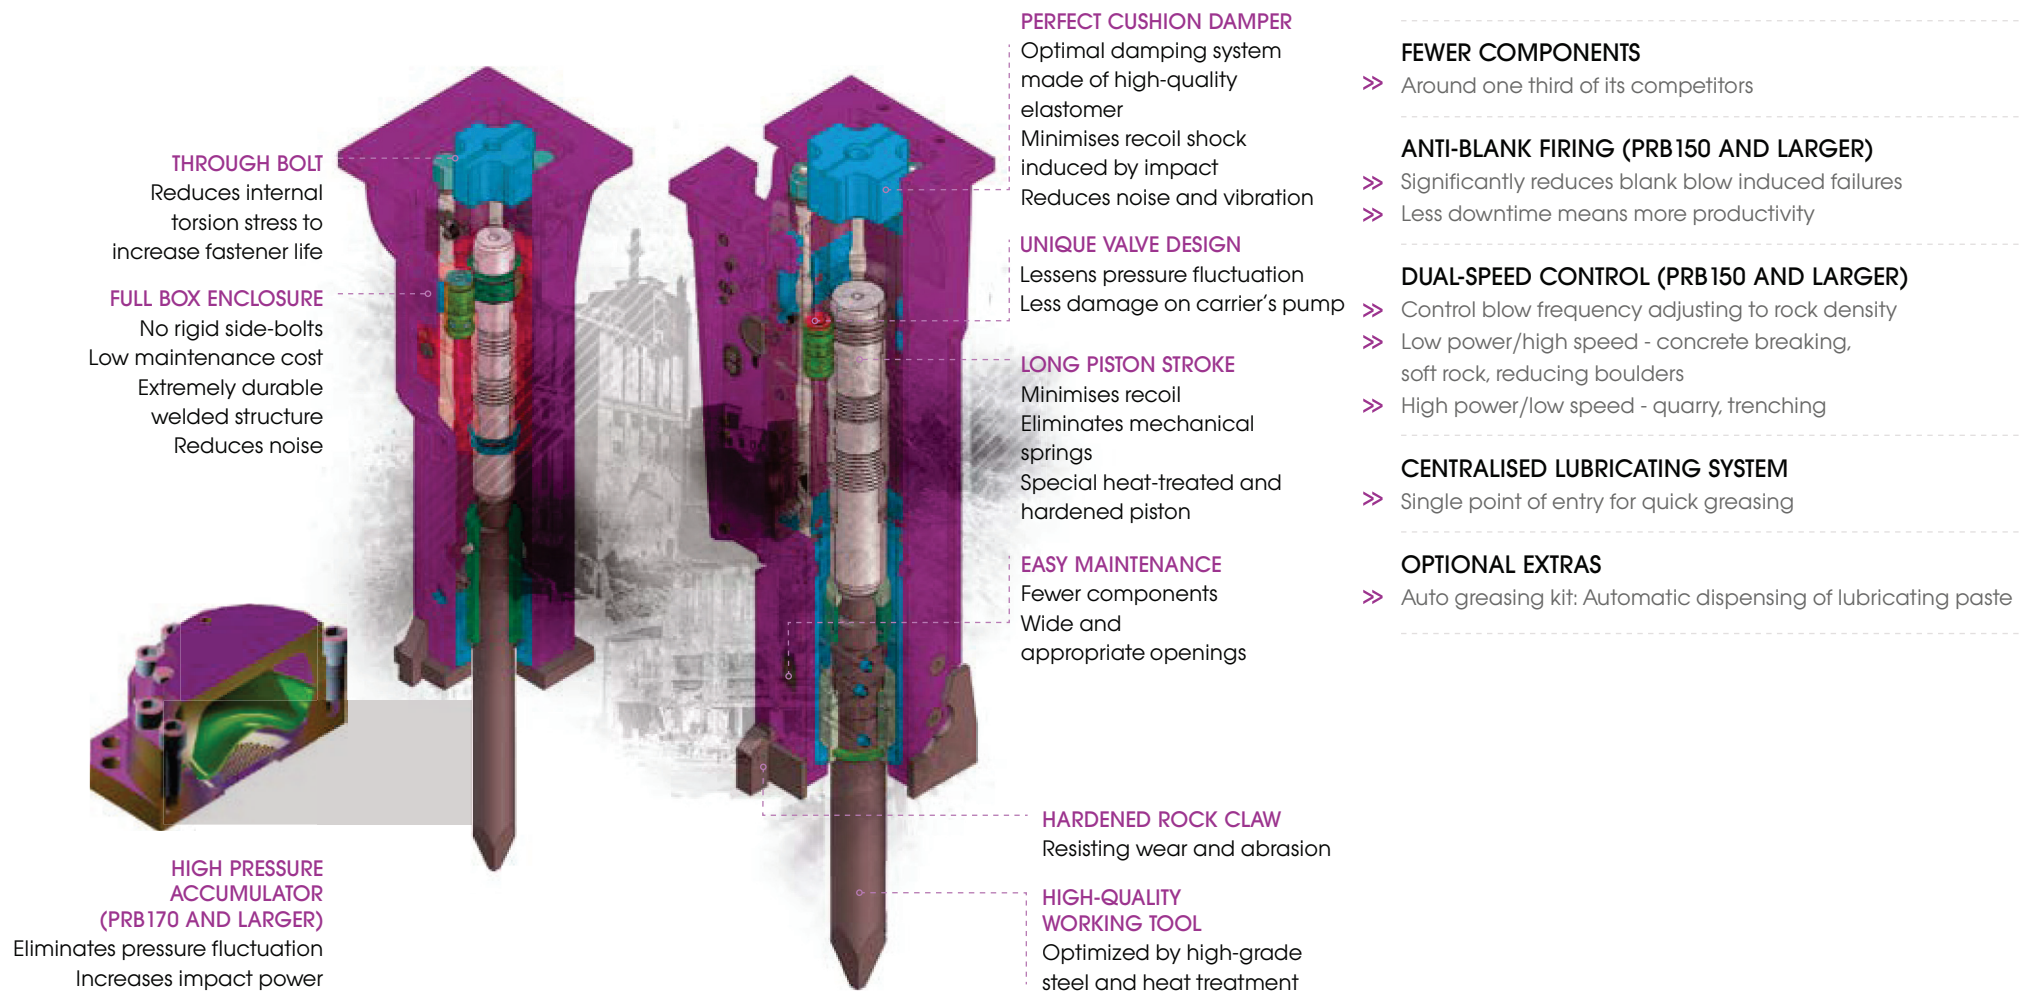 THROUGH BOLT
Reduces internal
torsion stress to
increase fastener life
FULL BOX ENCLOSURE
No rigid side-bolts
Low maintenance cost
Extremely durable
welded structure
Reduces noise
HIGH PRESSURE
ACCUMULATOR
(PRB170 AND LARGER)
Eliminates pressure fluctuation
Increases impact power
PERFECT CUSHION DAMPER
Optimal damping system
made of high-quality
elastomer
Minimises recoil shock
induced by impact
Reduces noise and vibration
UNIQUE VALVE DESIGN
Lessens pressure fluctuation
Less damage on carrier's pump
LONG PISTON STROKE
Minimises recoil
Eliminates mechanical
springs
Special heat-treated and
hardened piston
EASY MAINTENANCE
Fewer components
Wide and
appropriate openings
HARDENED ROCK CLAW
Resisting wear and abrasion
HIGH-QUALITY
WORKING TOOL
Optimized by high-grade
steel and heat treatment
FEWER COMPONENTS
» Around one third of its competitors
ANTI-BLANK FIRING (PRB150 AND LARGER)
» Significantly reduces blank blow induced failures
» Less downtime means more productivity
DUAL-SPEED CONTROL (PRB150 AND LARGER)
» Control blow frequency adjusting to rock density
» Low power/high speed - concrete breaking,
soft rock, reducing boulders
» High power/low speed - quarry, trenching
CENTRALISED LUBRICATING SYSTEM
» Single point of entry for quick greasing
OPTIONAL EXTRAS
» Auto greasing kit: Automatic dispensing of lubricating paste